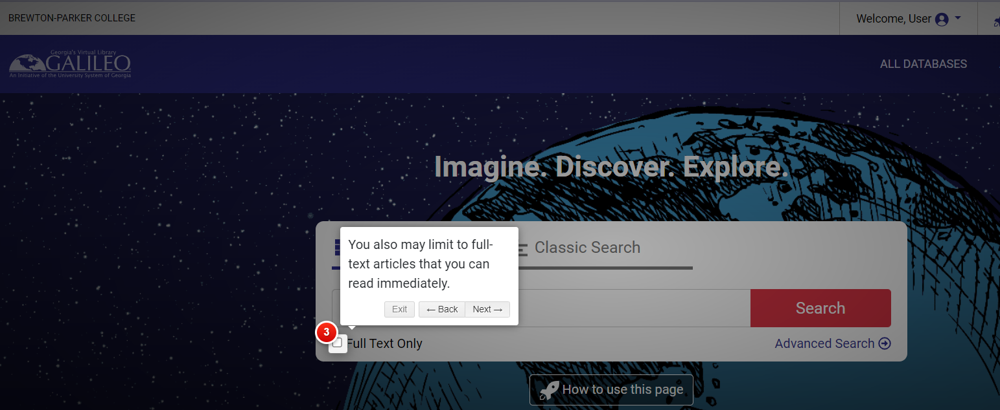 BREWTON-PARKER COLLEGE
Welcome, User
Georgia's Virtual Library
GALILEO
An Initiative of the University System of Georgia
ALL DATABASES
Imagine. Discover. Explore.
You also may limit to full-
text articles that you can
read immediately.
Exit
← Back
Next →
Classic Search
Search
3
Full Text Only
Advanced Search
How to use this page